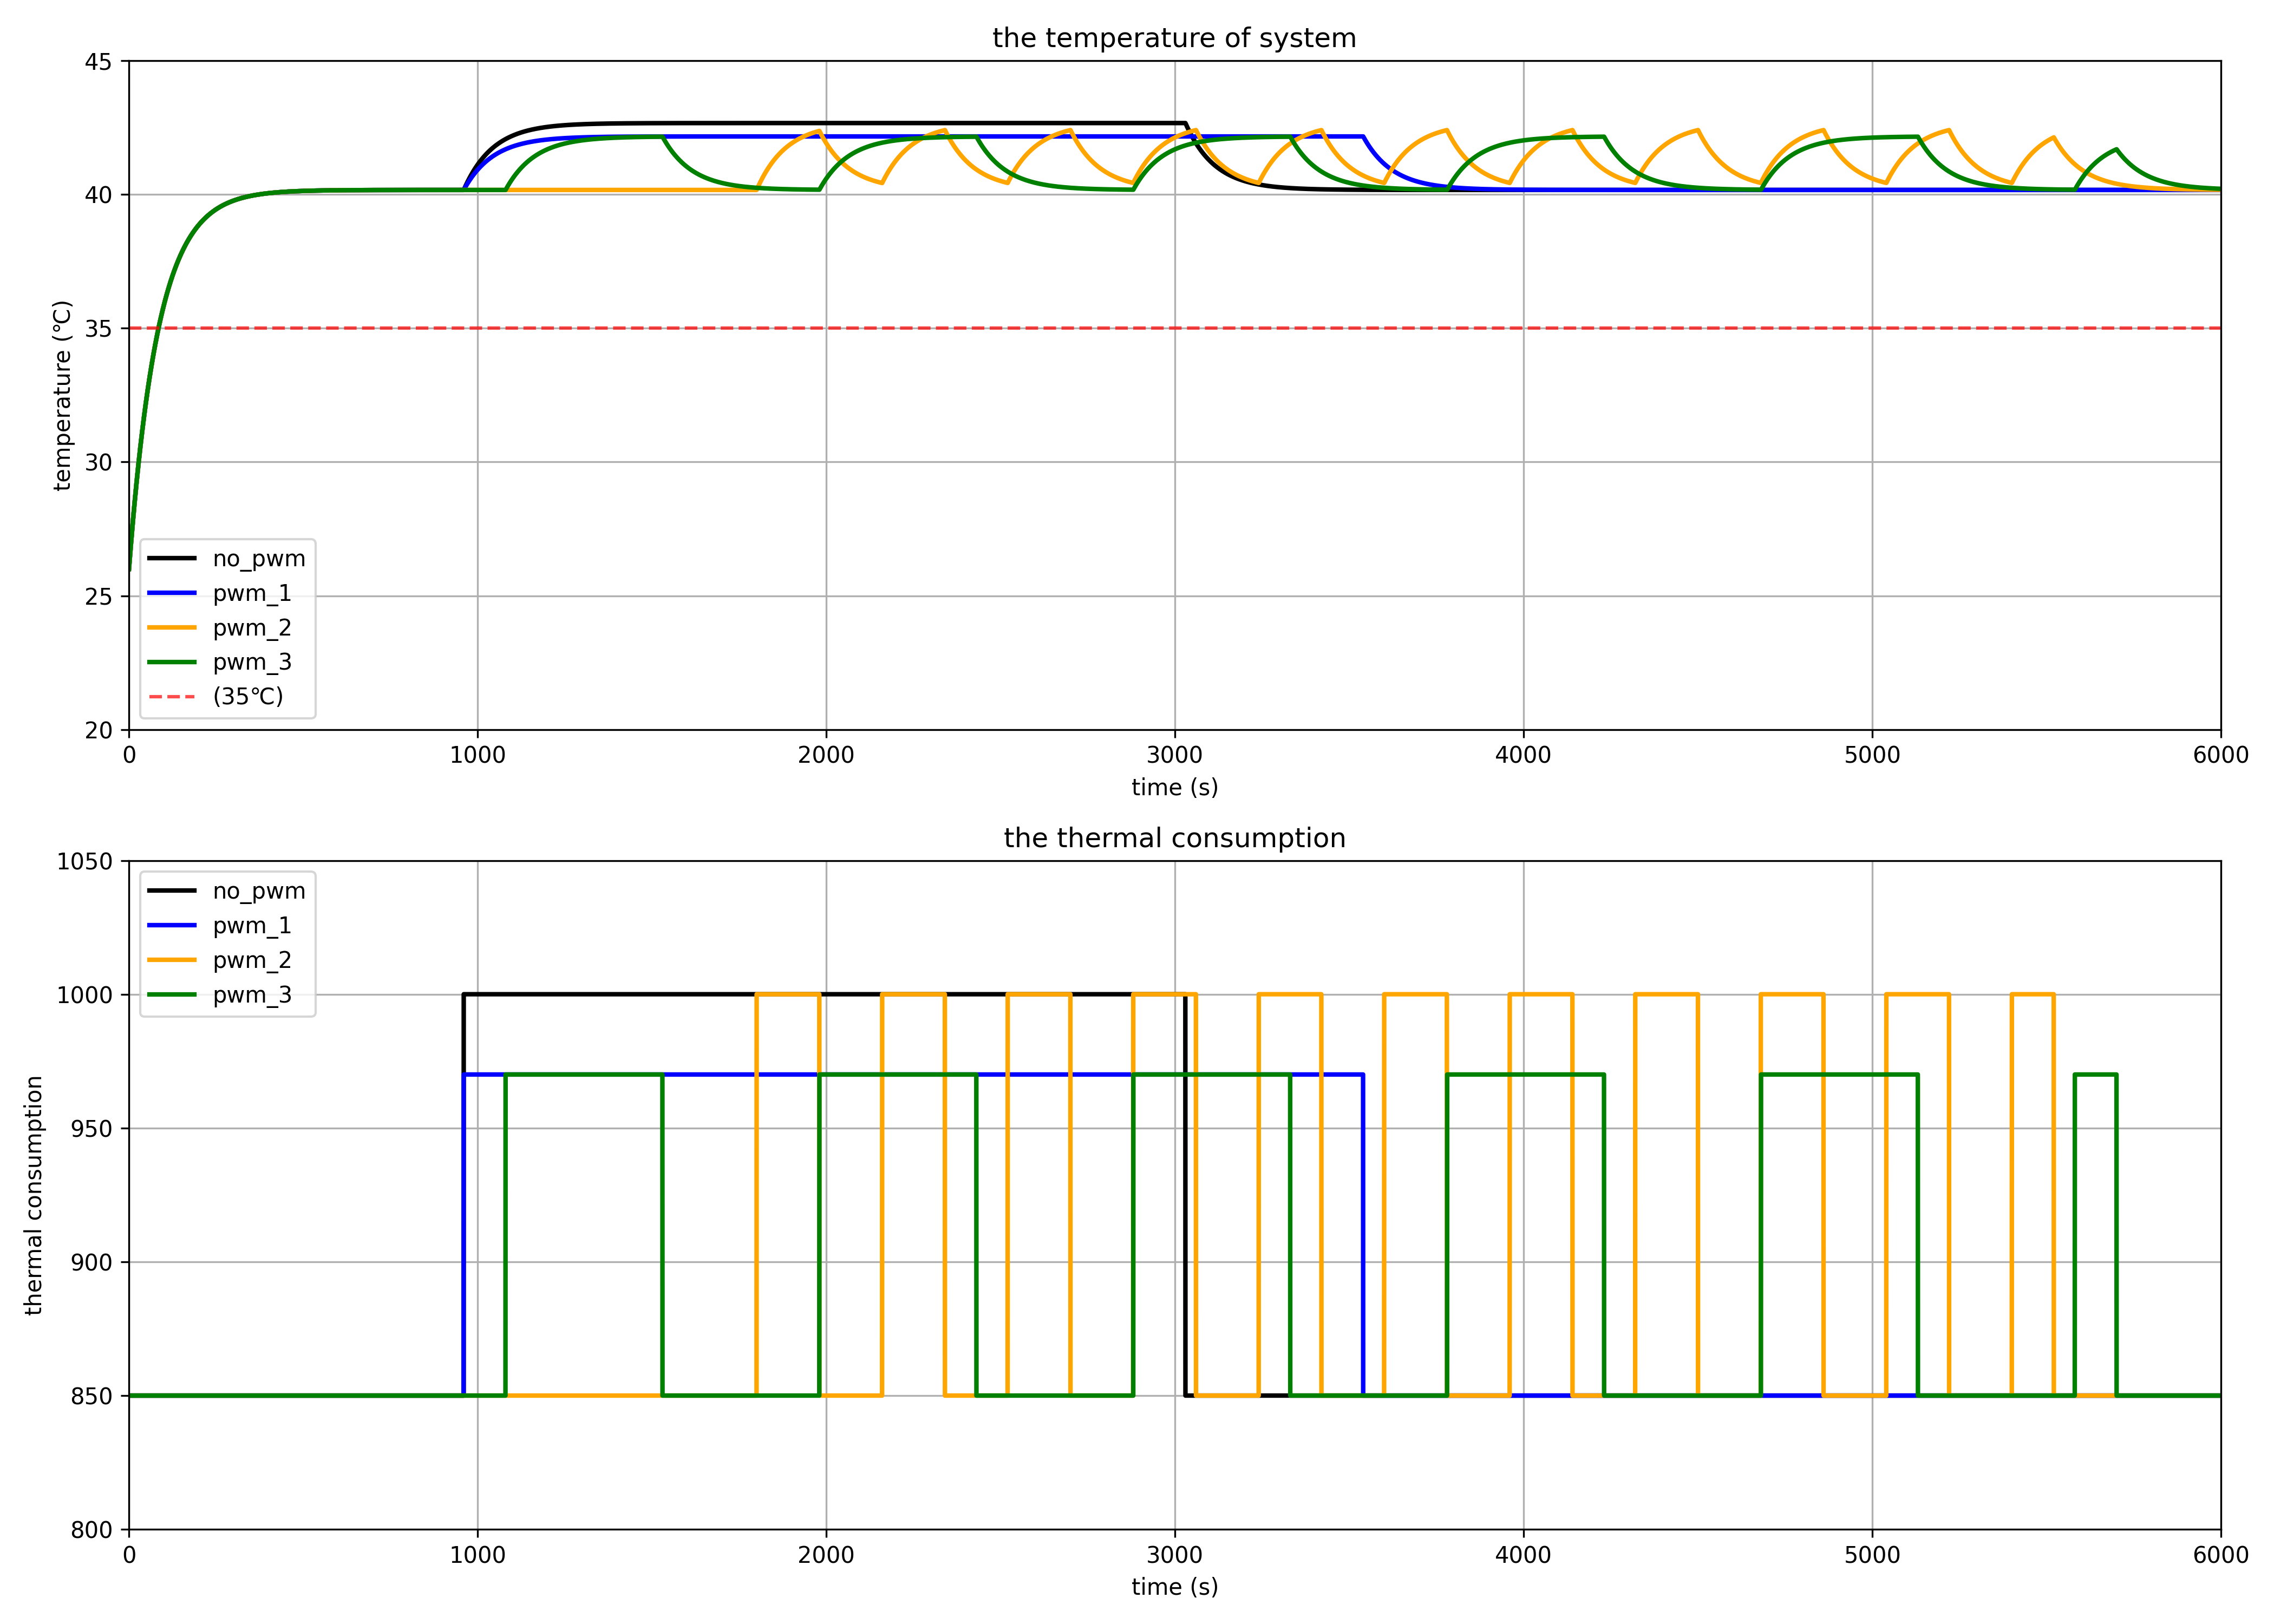 the temperature of system
45
40
35
30
25
20
temperature (℃)
no_pwm
pwm_1
pwm_2
pwm_3
(35℃)
0 1000 2000 3000 4000 5000 6000
time (s)
the thermal consumption
1050
1000
950
900
850
800
thermal consumption
no_pwm
pwm_1
pwm_2
pwm_3
0 1000 2000 3000 4000 5000 6000
time (s)